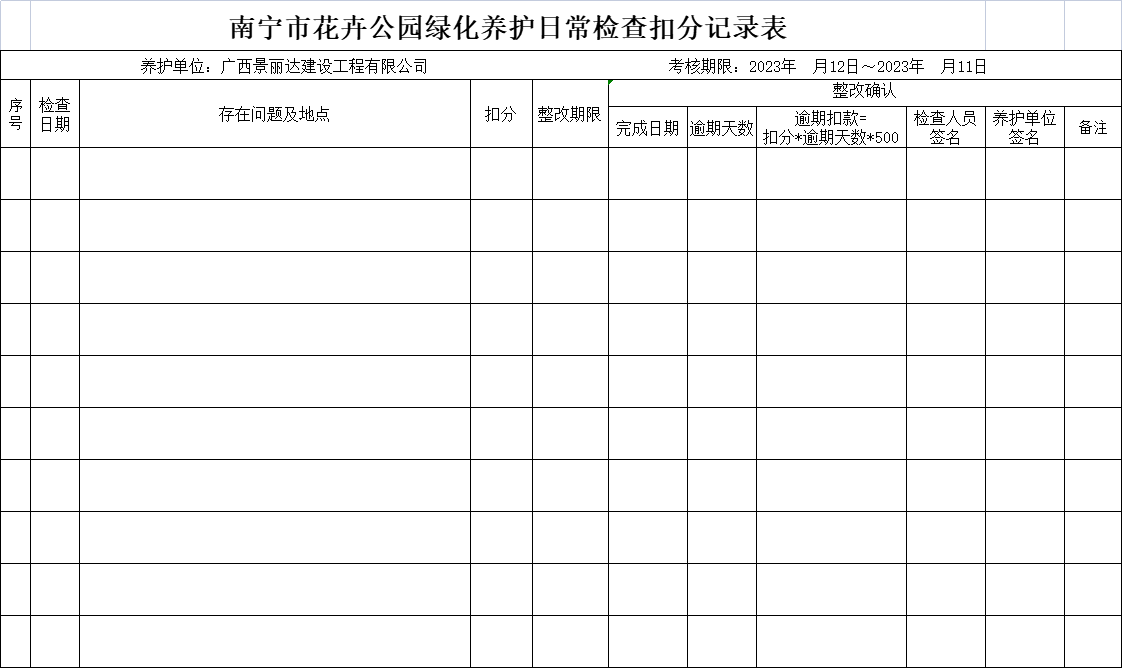 南宁市花卉公园绿化养护日常检查扣分记录表
养护单位：广西景丽达建设工程有限公司
考核期限：2023年　月12日～2023年　月11日
序
号
检查
日期
存在问题及地点
扣分
整改期限
整改确认
完成日期
逾期天数
逾期扣款=
扣分*逾期天数*500
检查人员
签名
养护单位
签名
备注